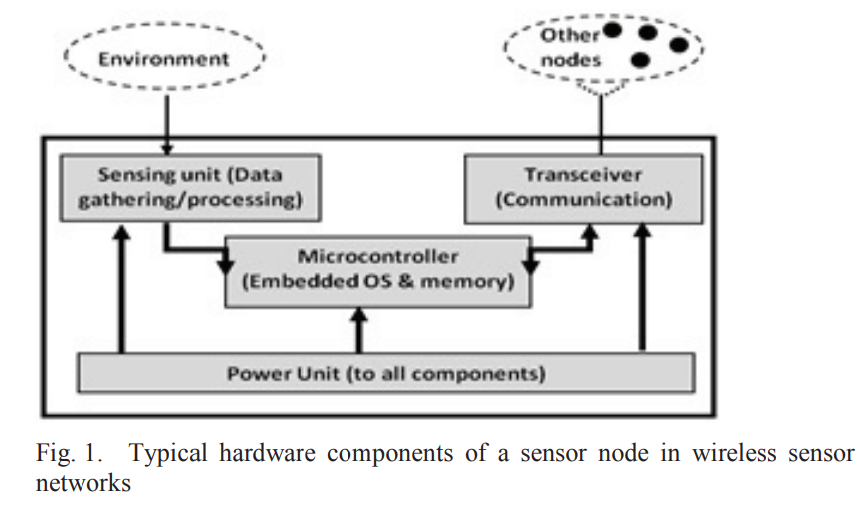 Environment
Other
nodes
Sensing unit (Data
gathering/processing)
Transceiver
(Communication)
Microcontroller
(Embedded OS & memory)
Power Unit (to all components)
Fig. 1. Typical hardware components of a sensor node in wireless sensor
networks